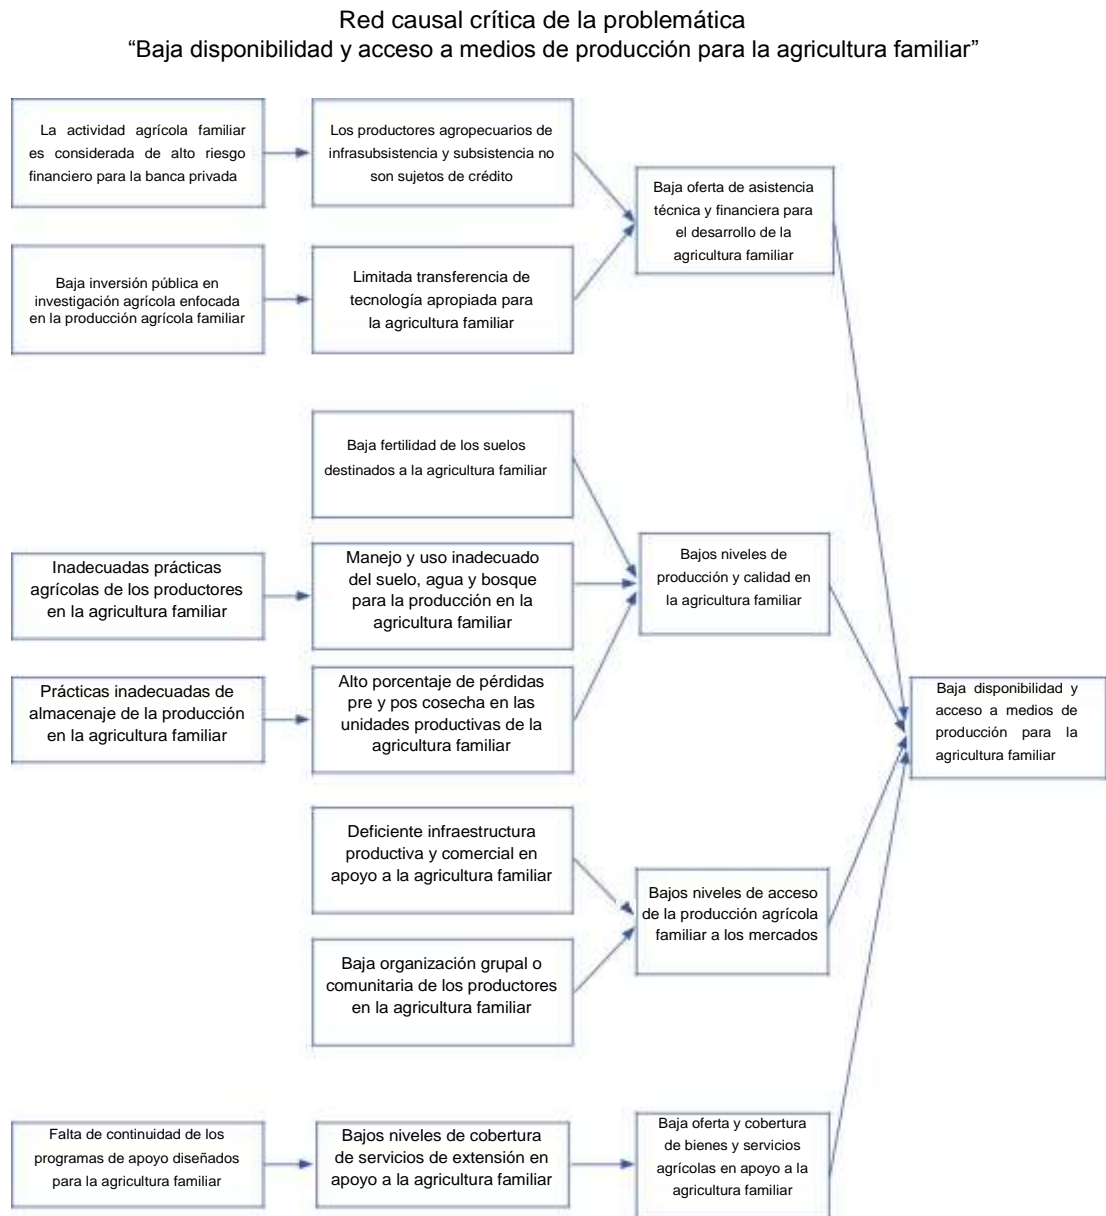 Red causal crítica de la problemática
“Baja disponibilidad y acceso a medios de producción para la agricultura familiar”
La actividad agrícola familiar
es considerada de alto riesgo
financiero para la banca privada
Los productores agropecuarios de
infrasubsistencia y subsistencia no
son sujetos de crédito
Baja oferta de asistencia
técnica y financiera para
el desarrollo de la
agricultura familiar
Baja inversión pública en
investigación agrícola enfocada
en la producción agrícola familiar
Limitada transferencia de
tecnología apropiada para
la agricultura familiar
Baja fertilidad de los suelos
destinados a la agricultura familiar
Inadecuadas prácticas
agrícolas de los productores
en la agricultura familiar
Manejo y uso inadecuado
del suelo, agua y bosque
para la producción en la
agricultura familiar
Bajos niveles de
producción y calidad en
la agricultura familiar
Prácticas inadecuadas de
almacenaje de la producción
en la agricultura familiar
Alto porcentaje de pérdidas
pre y pos cosecha en las
unidades productivas de la
agricultura familiar
Baja disponibilidad y
acceso a medios de
producción para la
agricultura familiar
Deficiente infraestructura
productiva y comercial en
apoyo a la agricultura familiar
Bajos niveles de acceso
de la producción agrícola
familiar a los mercados
Baja organización grupal o
comunitaria de los productores
en la agricultura familiar
Falta de continuidad de los
programas de apoyo diseñados
para la agricultura familiar
Bajos niveles de cobertura
de servicios de extensión en
apoyo a la agricultura familiar
Baja oferta y cobertura
de bienes y servicios
agrícolas en apoyo a la
agricultura familiar